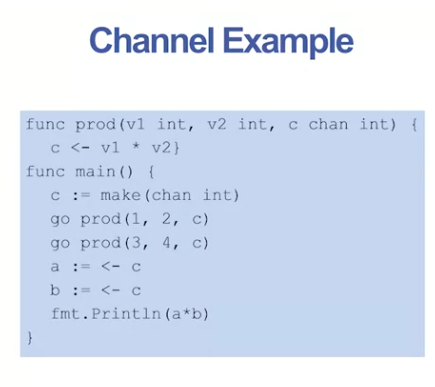 Channel Example
func prod(v1 int, v2 int, c chan int) {
c <- v1 * v2}
func main() {
c := make(chan int)
go prod(1, 2, c)
go prod(3, 4, c)
a := <- c
b := <- c
fmt.Println(a*b)
}